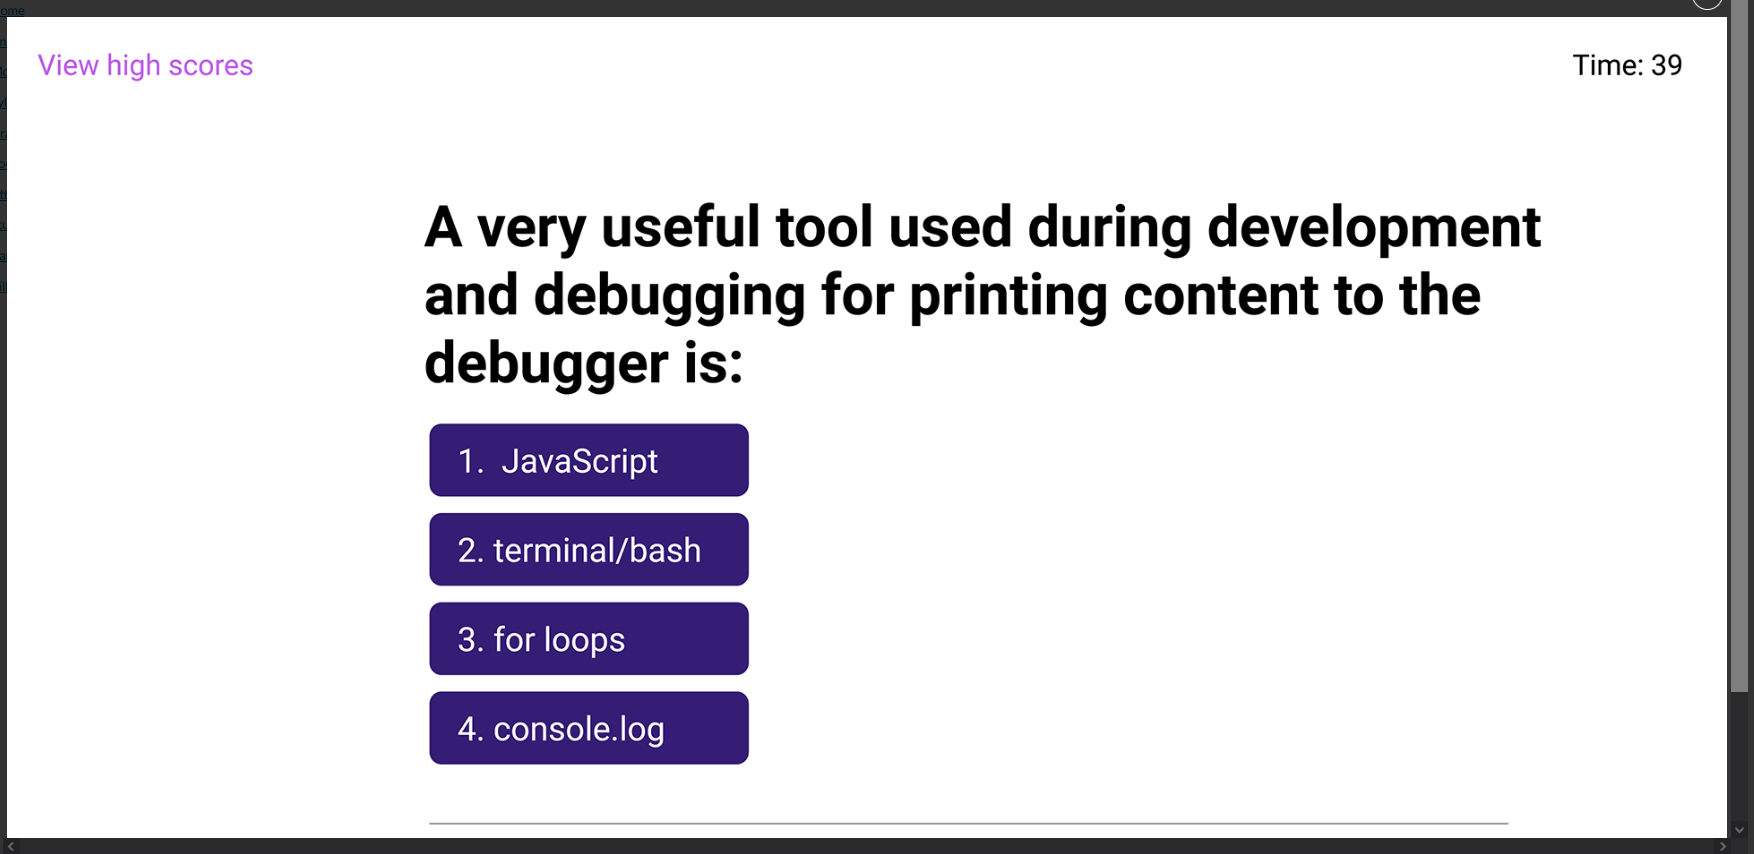 ome
View high scores
Time: 39
A very useful tool used during development
and debugging for printing content to the
debugger is:
1. JavaScript
2. terminal/bash
3. for loops
4. console.log